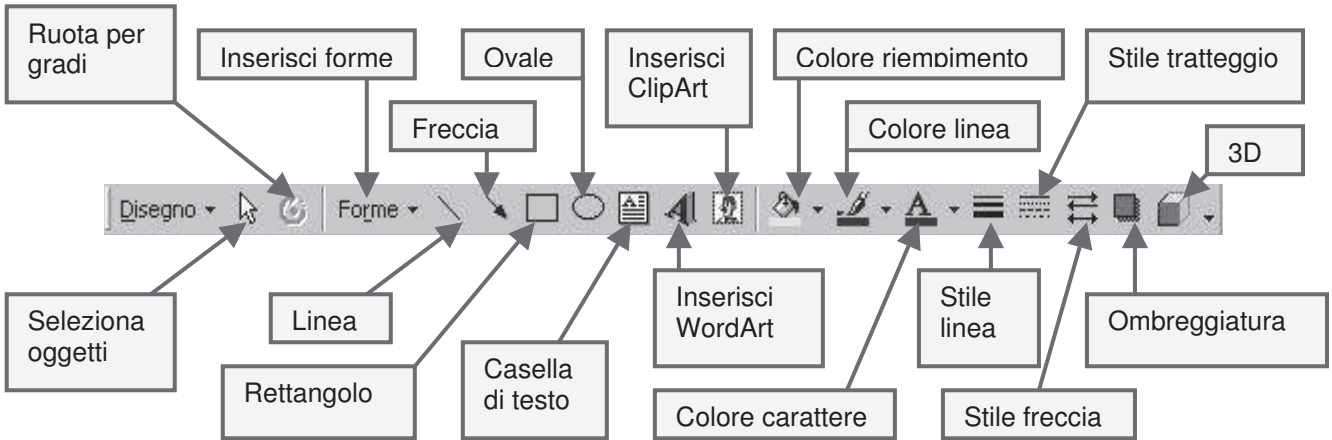 Ruota per
gradi
Inserisci forme
Ovale
Inserisci
ClipArt
Colore riempimento
Stile tratteggio
Freccia
Colore linea
3D
Disegno
Forme
Seleziona
oggetti
Linea
Rettangolo
Casella
di testo
Inserisci
WordArt
Colore carattere
Stile
linea
Stile freccia
Ombreggiatura